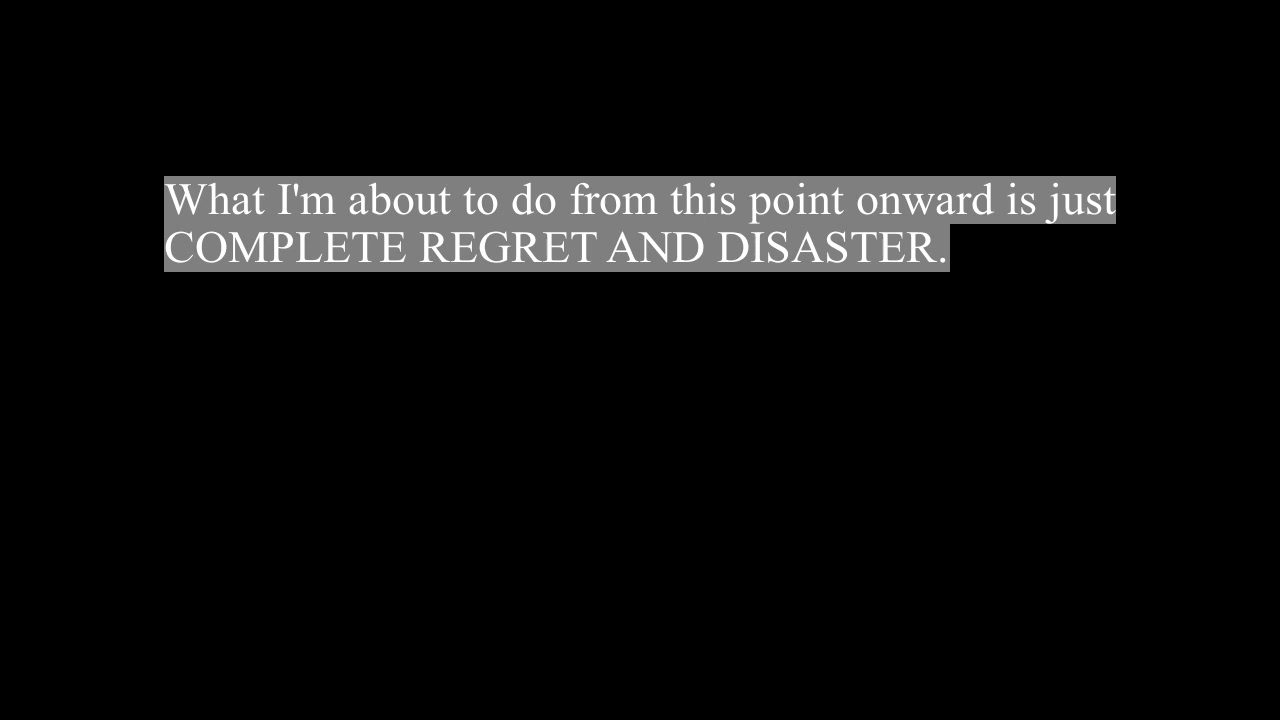 What I'm about to do from this point onward is just
COMPLETE REGRET AND DISASTER.